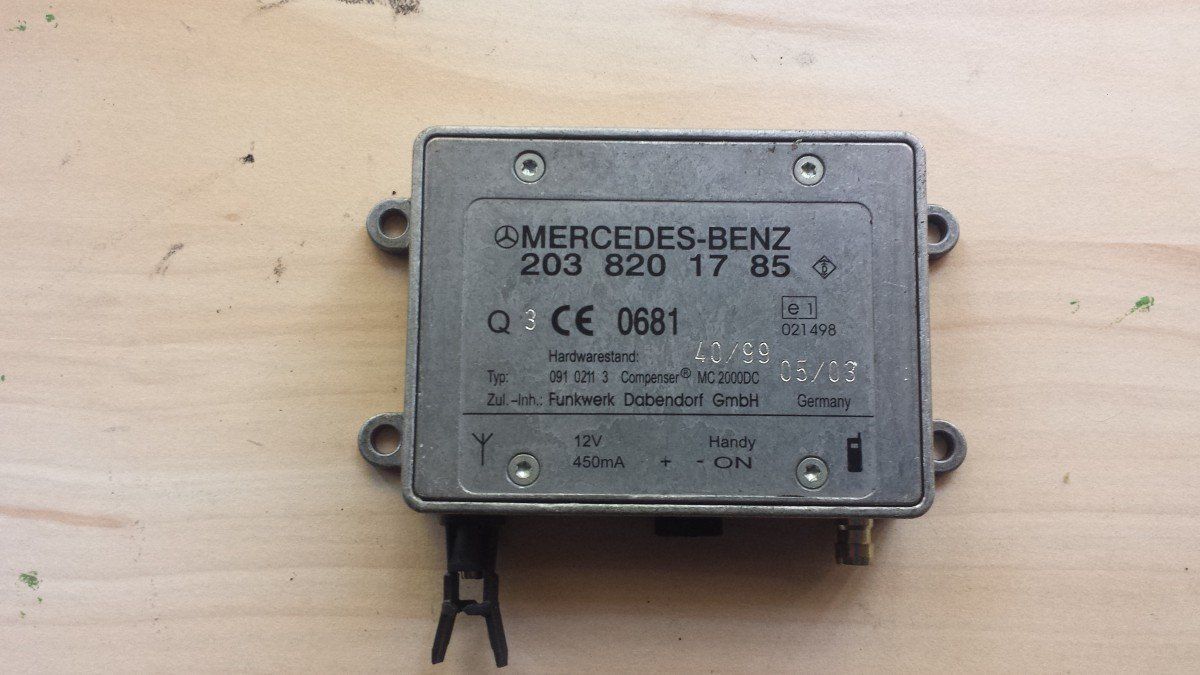 MERCEDES-BENZ
203 820 17 85
Q 3 CE 0681
e 1
021498
Hardwarestand: 40/99
Typ: 091 0211 3 Compenser® MC 2000DC 05/03
Zul.-Inh.: Funkwerk Dabendorf GmbH Germany
12V Handy
450mA + - ON